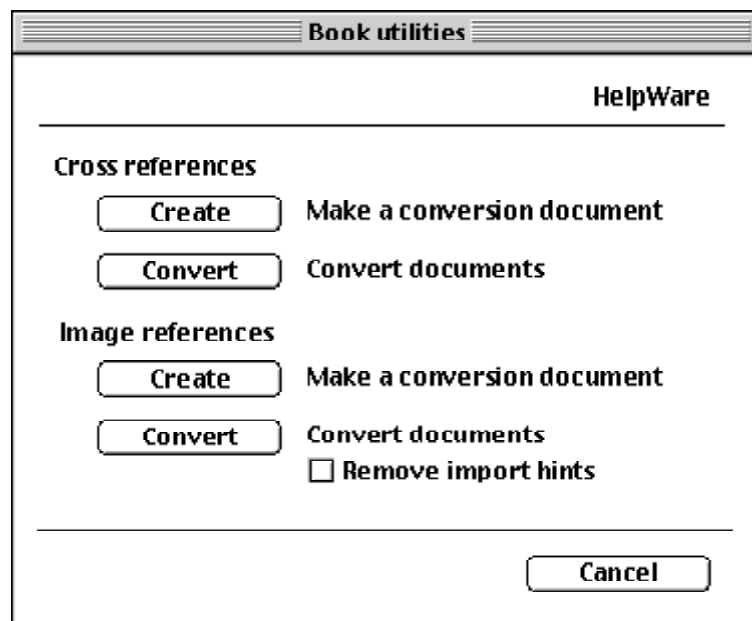 Book utilities
HelpWare
Cross references
Create Make a conversion document
Convert Convert documents
Image references
Create Make a conversion document
Convert Convert documents
Remove import hints
Cancel